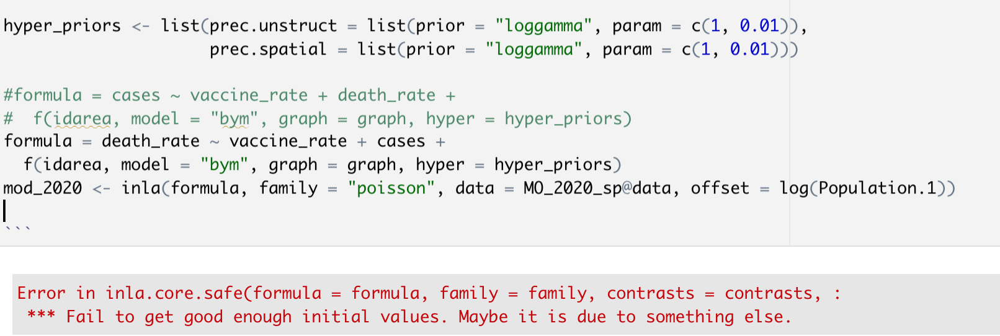 hyper_priors <- list(prec.unstruct = list(prior = "loggamma", param = c(1, 0.01)),
                     prec.spatial = list(prior = "loggamma", param = c(1, 0.01)))
#formula = cases ~ vaccine_rate + death_rate +
#  f(idarea, model = "bym", graph = graph, hyper = hyper_priors)
formula = death_rate ~ vaccine_rate + cases +
  f(idarea, model = "bym", graph = graph, hyper = hyper_priors)
mod_2020 <- inla(formula, family = "poisson", data = MO_2020_sp@data, offset = log(Population.1))
```
Error in inla.core.safe(formula = formula, family = family, contrasts = contrasts, :
 *** Fail to get good enough initial values. Maybe it is due to something else.